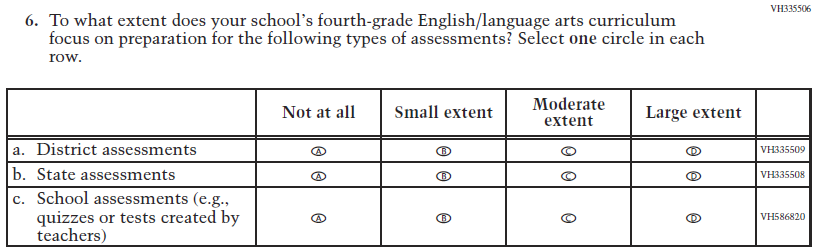 VH335506
6. To what extent does your school's fourth-grade English/language arts curriculum
focus on preparation for the following types of assessments? Select one circle in each
row.
Not at all Small extent Moderate extent Large extent
a. District assessments A B C D VH335509
b. State assessments A B C D VH335508
c. School assessments (e.g.,
quizzes or tests created by A B C D VH586820
teachers)